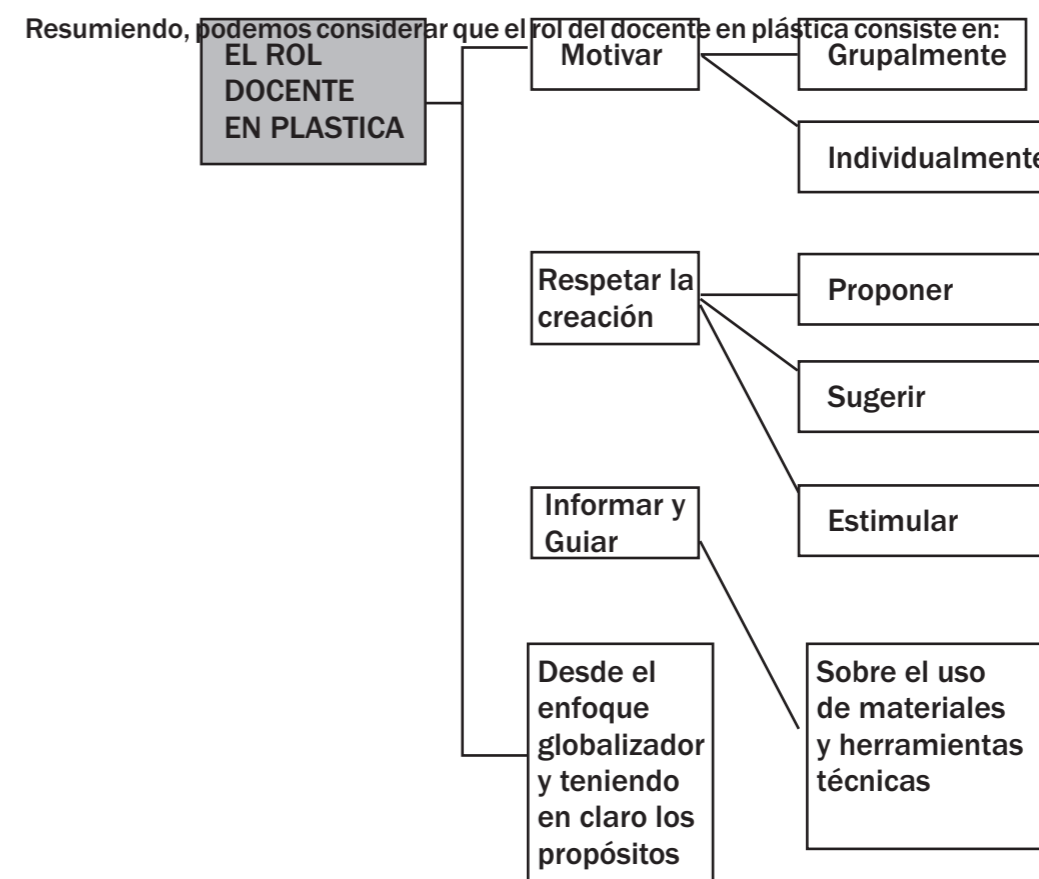 Resumiendo, podemos considerar que el rol del docente en plástica consiste en:
EL ROL
DOCENTE
EN PLASTICA
Motivar
Grupalmente
Individualmente
Respetar la
creación
Proponer
Sugerir
Estimular
Informar y
Guiar
Desde el
enfoque
globalizador
y teniendo
en claro los
propósitos
Sobre el uso
de materiales
y herramientas
técnicas